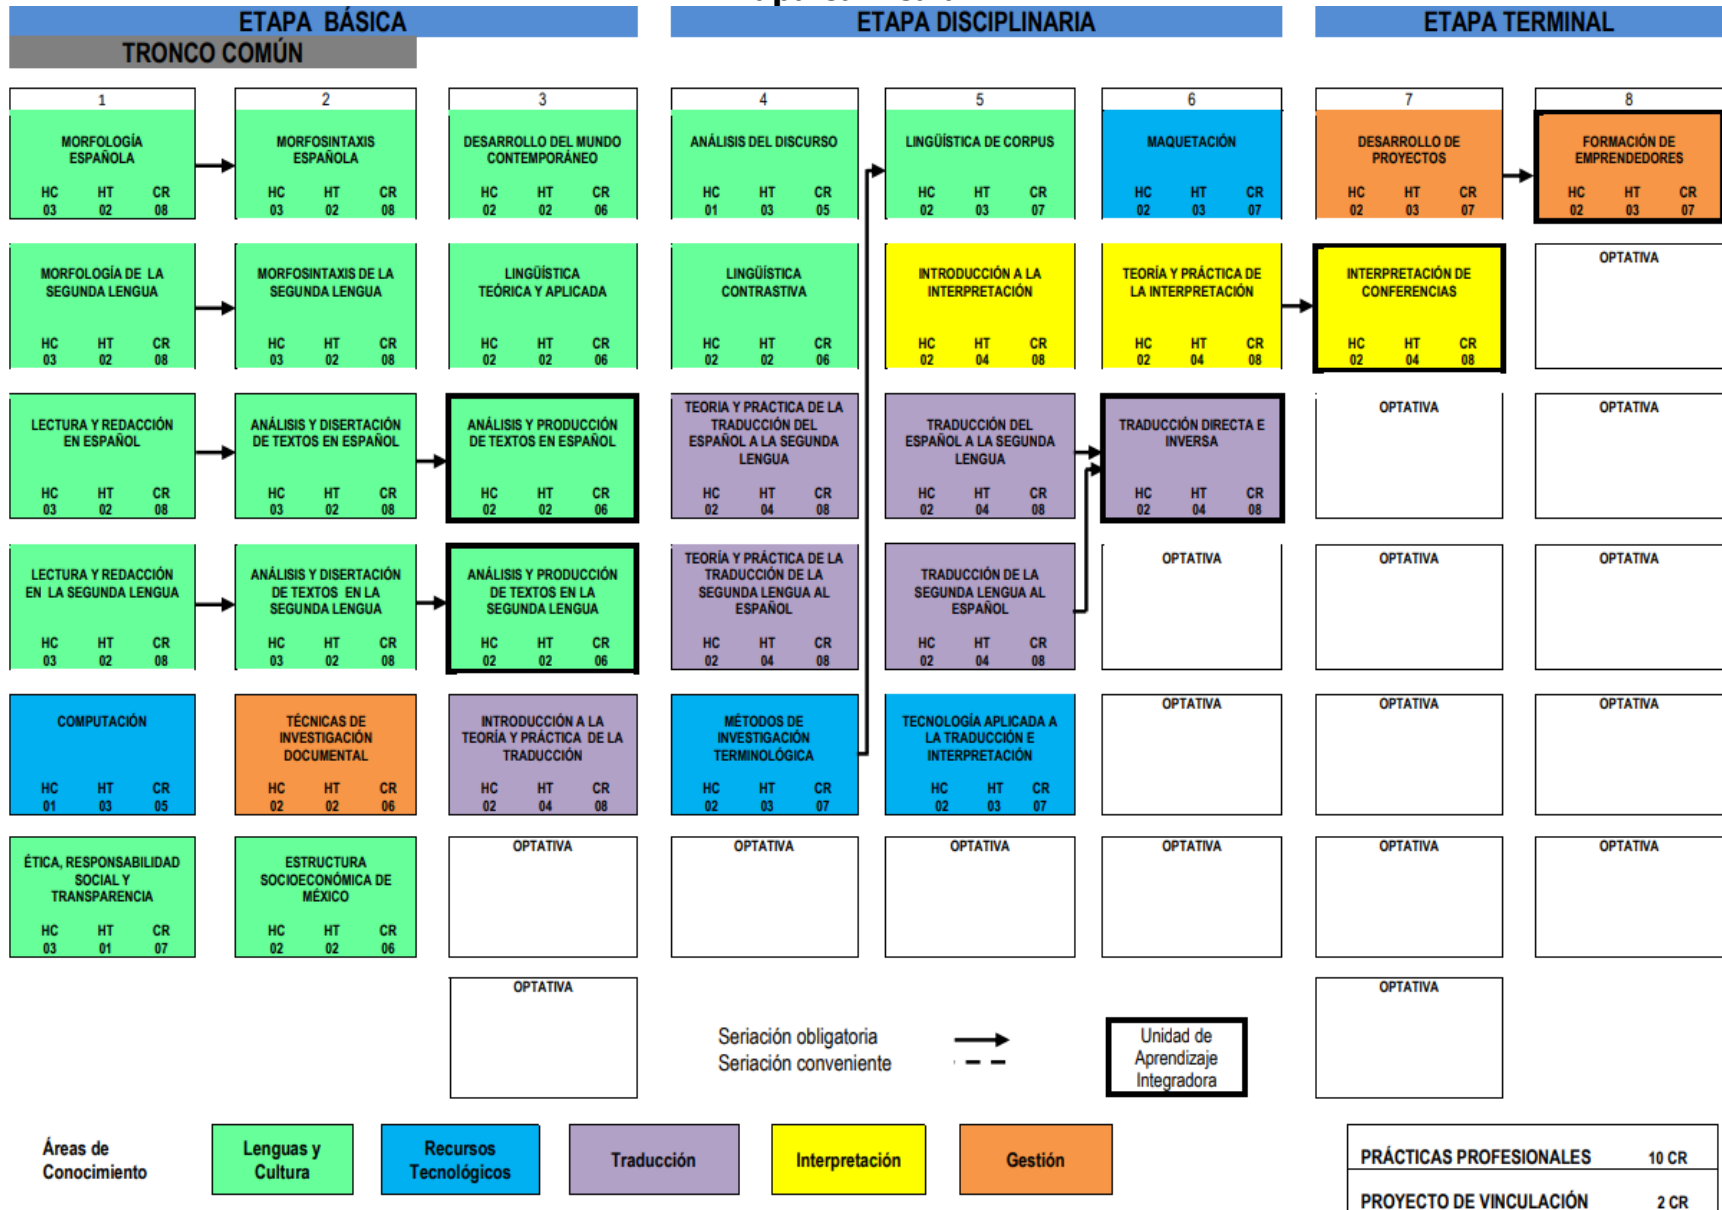 ETAPA BÁSICA
ETAPA DISCIPLINARIA
ETAPA TERMINAL
TRONCO COMÚN
1
2
3
4
5
6
7
8
MORFOLOGÍA
ESPAÑOLA
HC HT CR
03 02 08
MORFOSINTAXIS
ESPAÑOLA
HC HT CR
03 02 08
DESARROLLO DEL MUNDO
CONTEMPORÁNEO
HC HT CR
02 02 06
ANÁLISIS DEL DISCURSO
HC HT CR
01 03 05
LINGÜÍSTICA DE CORPUS
HC HT CR
02 03 07
MAQUETACIÓN
HC HT CR
02 03 07
DESARROLLO DE
PROYECTOS
HC HT CR
02 03 07
FORMACIÓN DE
EMPRENDEDORES
HC HT CR
02 03 07
MORFOLOGÍA DE LA
SEGUNDA LENGUA
HC HT CR
03 02 08
MORFOSINTAXIS DE LA
SEGUNDA LENGUA
HC HT CR
03 02 08
LINGÜÍSTICA
TEÓRICA Y APLICADA
HC HT CR
02 02 06
LINGÜÍSTICA
CONTRASTIVA
HC HT CR
02 02 06
INTRODUCCIÓN A LA
INTERPRETACIÓN
HC HT CR
02 04 08
TEORÍA Y PRÁCTICA DE
LA INTERPRETACIÓN
HC HT CR
02 04 08
INTERPRETACIÓN DE
CONFERENCIAS
HC HT CR
02 04 08
OPTATIVA
LECTURA Y REDACCIÓN
EN ESPAÑOL
HC HT CR
03 02 08
ANÁLISIS Y DISERTACIÓN
DE TEXTOS EN ESPAÑOL
HC HT CR
03 02 08
ANÁLISIS Y PRODUCCIÓN
DE TEXTOS EN ESPAÑOL
HC HT CR
02 02 06
TEORIA Y PRACTICA DE LA
TRADUCCIÓN DEL
ESPAÑOL A LA SEGUNDA
LENGUA
HC HT CR
02 04 08
TRADUCCIÓN DEL
ESPAÑOL A LA SEGUNDA
LENGUA
HC HT CR
02 04 08
TRADUCCIÓN DIRECTA E
INVERSA
HC HT CR
02 04 08
OPTATIVA
OPTATIVA
LECTURA Y REDACCIÓN
EN LA SEGUNDA LENGUA
HC HT CR
03 02 08
ANÁLISIS Y DISERTACIÓN
DE TEXTOS EN LA
SEGUNDA LENGUA
HC HT CR
03 02 08
ANÁLISIS Y PRODUCCIÓN
DE TEXTOS EN LA
SEGUNDA LENGUA
HC HT CR
02 02 06
TEORÍA Y PRÁCTICA DE LA
TRADUCCIÓN DE LA
SEGUNDA LENGUA AL
ESPAÑOL
HC HT CR
02 04 08
TRADUCCIÓN DE LA
SEGUNDA LENGUA AL
ESPAÑOL
HC HT CR
02 04 08
OPTATIVA
OPTATIVA
OPTATIVA
COMPUTACIÓN
HC HT CR
01 03 05
TÉCNICAS DE
INVESTIGACIÓN
DOCUMENTAL
HC HT CR
02 02 06
INTRODUCCIÓN A LA
TEORÍA Y PRÁCTICA DE LA
TRADUCCIÓN
HC HT CR
02 04 08
MÉTODOS DE
INVESTIGACIÓN
TERMINOLÓGICA
HC HT CR
02 03 07
TECNOLOGÍA APLICADA A
LA TRADUCCIÓN E
INTERPRETACIÓN
HC HT CR
02 03 07
OPTATIVA
OPTATIVA
OPTATIVA
ÉTICA, RESPONSABILIDAD
SOCIAL Y
TRANSPARENCIA
HC HT CR
03 01 07
ESTRUCTURA
SOCIOECONÓMICA DE
MÉXICO
HC HT CR
02 02 06
OPTATIVA
OPTATIVA
OPTATIVA
OPTATIVA
OPTATIVA
OPTATIVA
OPTATIVA
OPTATIVA
Seriación obligatoria
Seriación conveniente
Unidad de
Aprendizaje
Integradora
Áreas de
Conocimiento
Lenguas y
Cultura
Recursos
Tecnológicos
Traducción
Interpretación
Gestión
PRÁCTICAS PROFESIONALES 10 CR
PROYECTO DE VINCULACIÓN 2 CR